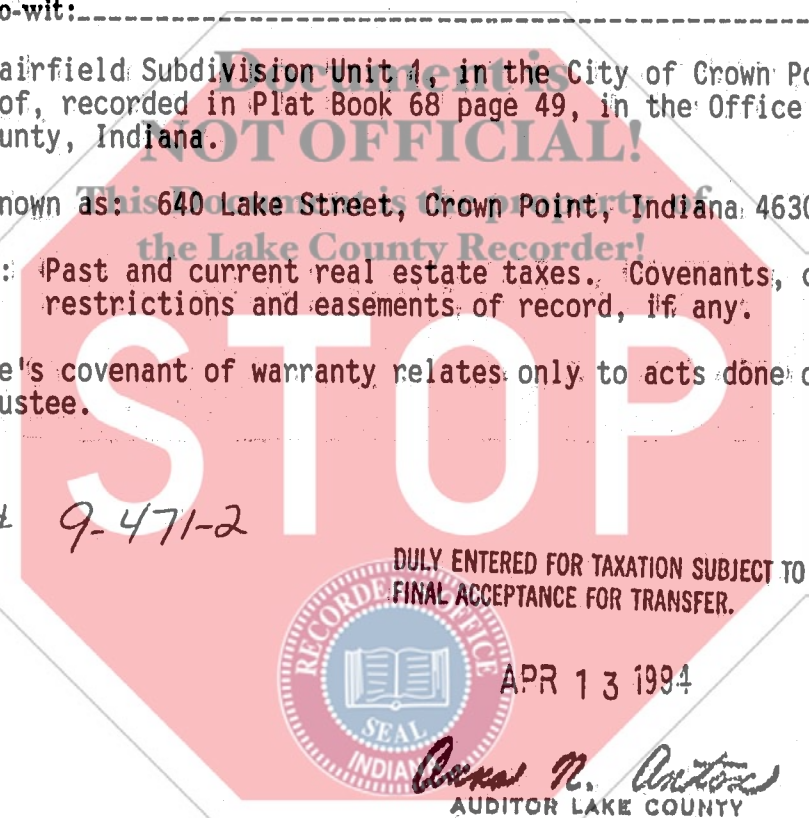 o-wit:
Document is
airfield Subdivision Unit 1, in the City of Crown Po
of, recorded in Plat Book 68 page 49, in the Office
unty, Indiana.
NOT OFFICIAL!
This Document is the property of
nown as: 640 Lake Street, Crown Point, Indiana 4630
the Lake County Recorder!
: Past and current real estate taxes. Covenants, c
restrictions and easements of record, if any.
e's covenant of warranty relates only to acts done o
ustee.
STOP
9-471-2
DULY ENTERED FOR TAXATION SUBJECT TO
FINAL ACCEPTANCE FOR TRANSFER.
RECORDER'S OFFICE
APR 13 1994
SEAL
INDIANA
Anna N. Anton
AUDITOR LAKE COUNTY